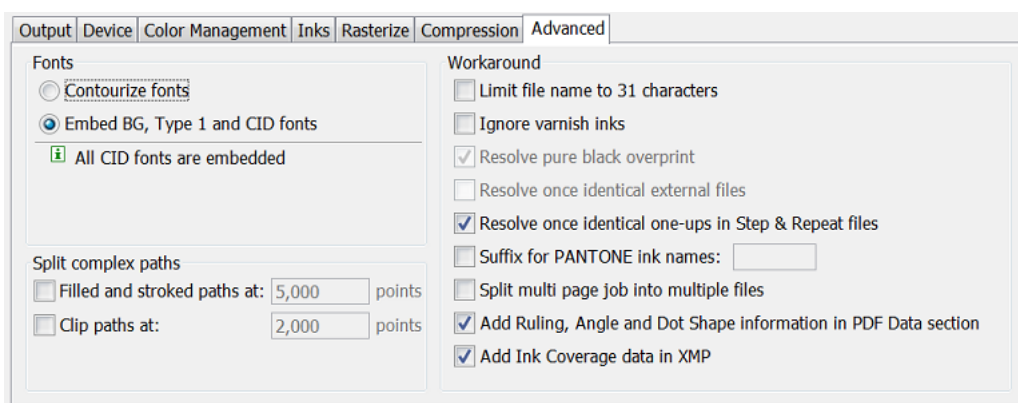 Output Device Color Management Inks Rasterize Compression Advanced
Fonts
Contourize fonts
Embed BG, Type 1 and CID fonts
All CID fonts are embedded
Split complex paths
Filled and stroked paths at: 5,000 points
Clip paths at: 2,000 points
Workaround
Limit file name to 31 characters
Ignore varnish inks
Resolve pure black overprint
Resolve once identical external files
Resolve once identical one-ups in Step & Repeat files
Suffix for PANTONE ink names:
Split multi page job into multiple files
Add Ruling, Angle and Dot Shape information in PDF Data section
Add Ink Coverage data in XMP